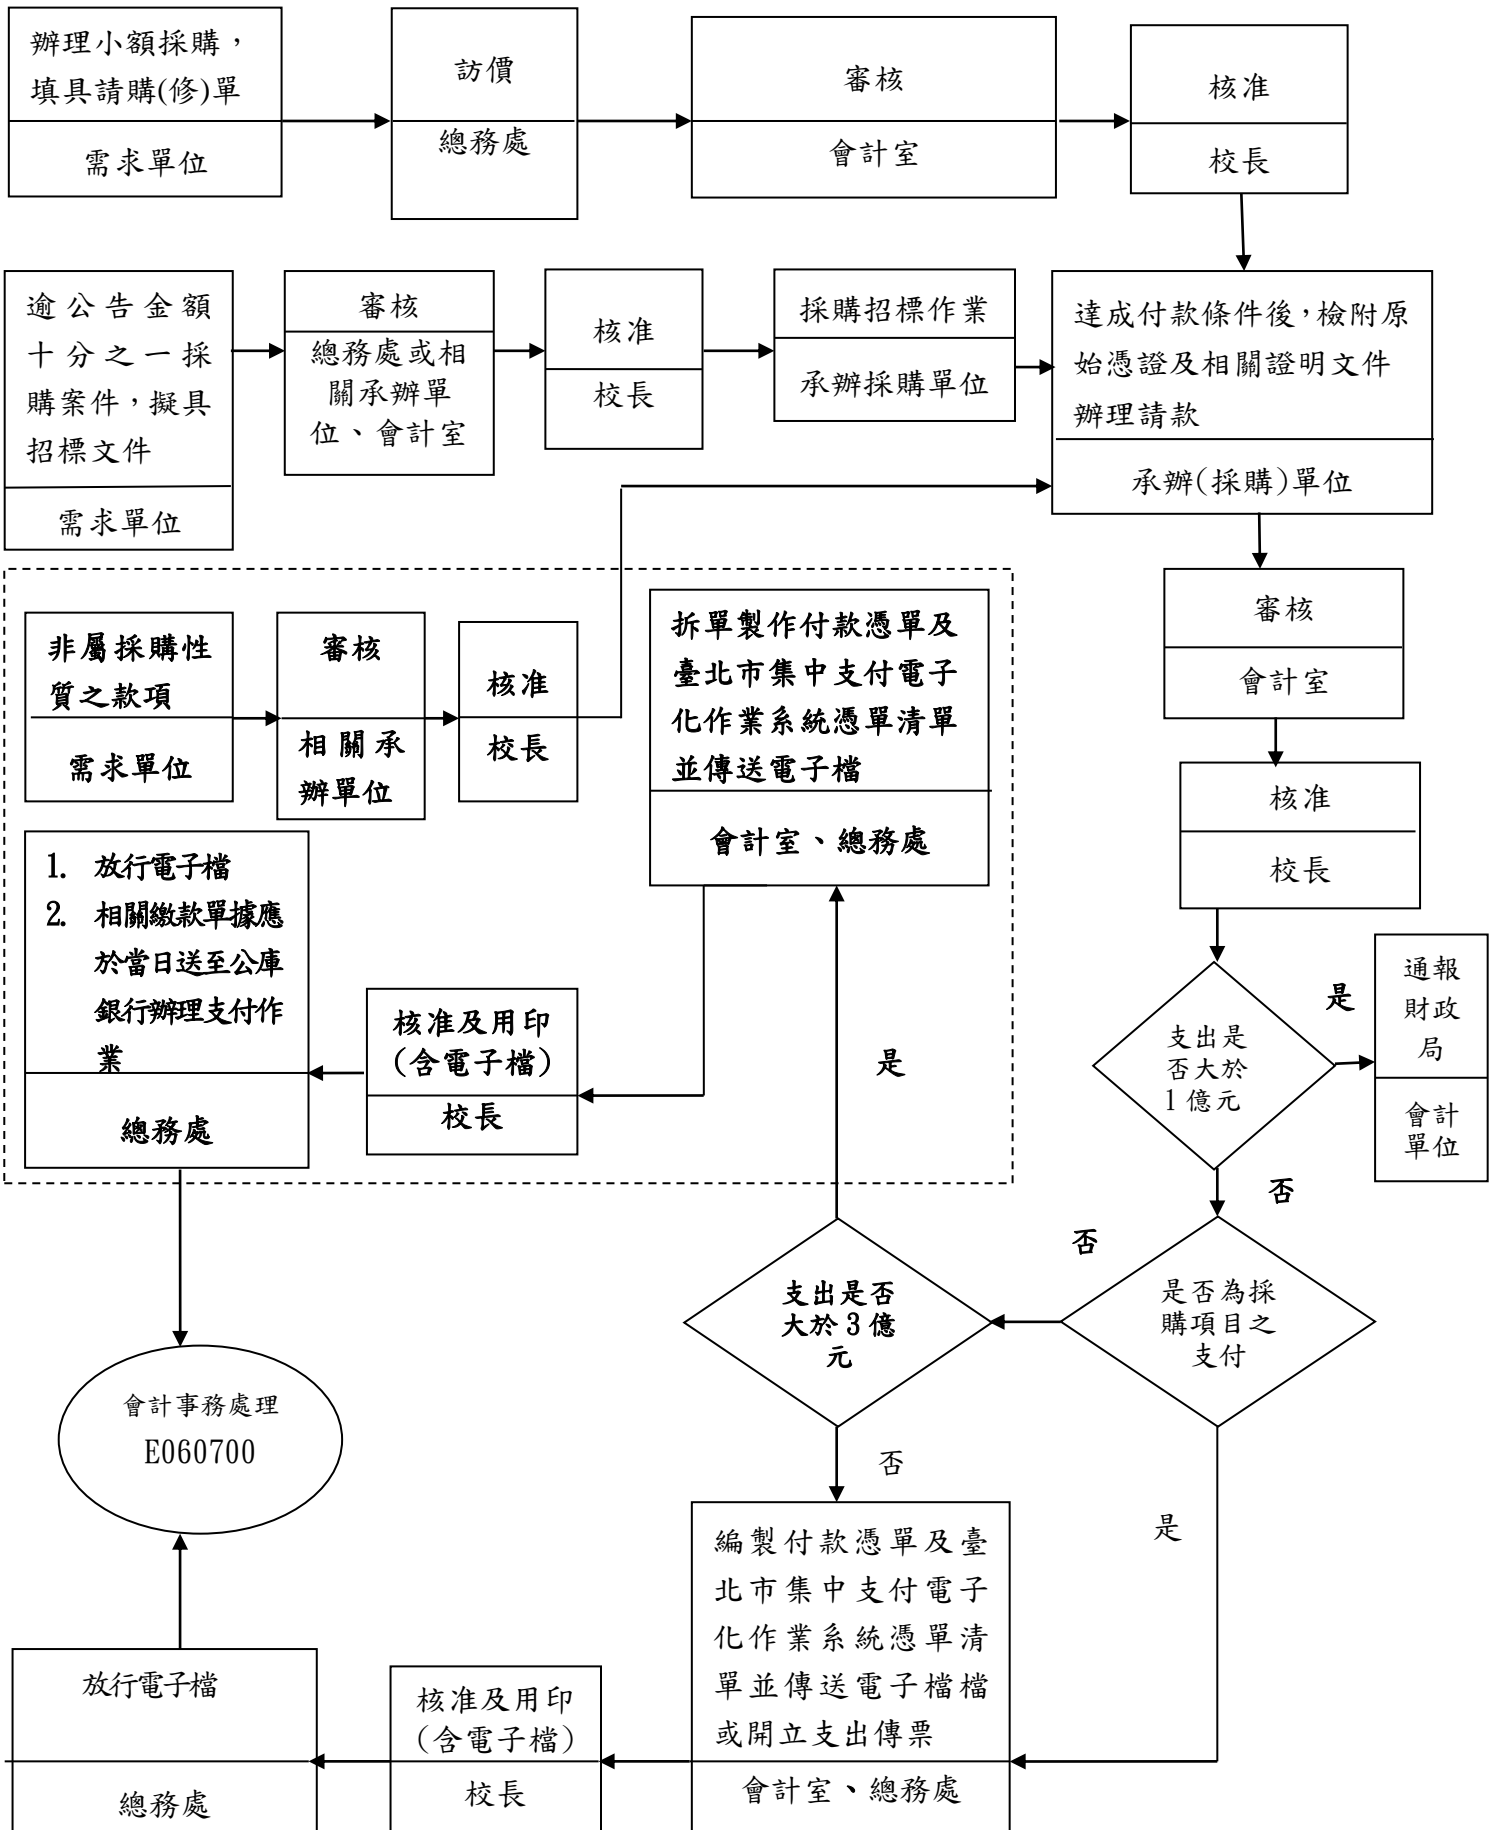 辦理小額採購，
填具請購(修)單
需求單位
訪價
總務處
審核
會計室
核准
校長
逾公告金額
十分之一採
購案件，擬具
招標文件
需求單位
審核
總務處或相
關承辦單
位、會計室
核准
校長
採購招標作業
承辦採購單位
達成付款條件後，檢附原
始憑證及相關證明文件
辦理請款
承辦(採購)單位
審核
會計室
核准
校長
非屬採購性
質之款項
需求單位
審核
相關承
辦單位
核准
校長
拆單製作付款憑單及
臺北市集中支付電子
化作業系統憑單清單
並傳送電子檔
會計室、總務處
1. 放行電子檔
2. 相關繳款單據應
於當日送至公庫
銀行辦理支付作
業
總務處
核准及用印
(含電子檔)
校長
是
支出是
否大於
1 億元
是
通報
財政
局
會計
單位
否
是否為採
購項目之
支付
否
支出是否
大於 3 億
元
否
是
會計事務處理
E060700
編製付款憑單及臺
北市集中支付電子
化作業系統憑單清
單並傳送電子檔檔
或開立支出傳票
會計室、總務處
核准及用印
(含電子檔)
校長
放行電子檔
總務處